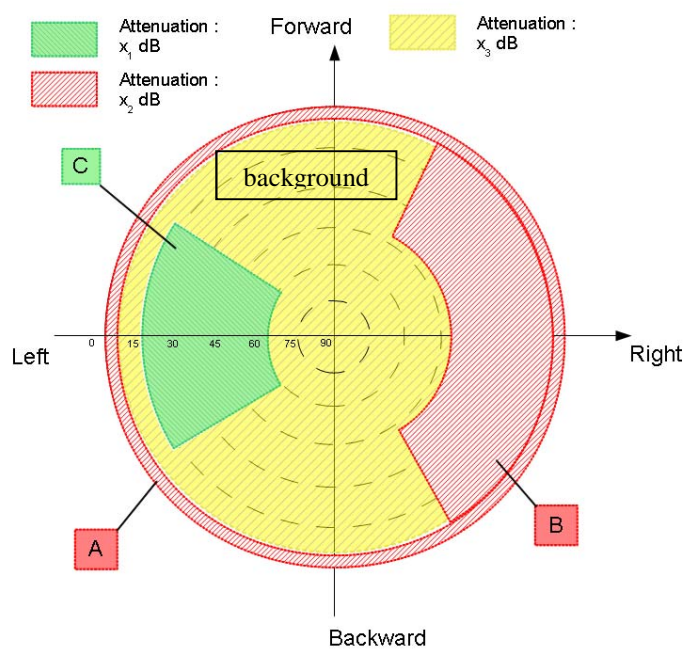 Attenuation :
x1 dB
Forward
Attenuation :
x3 dB
Attenuation :
x2 dB
C
background
Left
0 15 30 45 60 75 90
Right
A
B
Backward